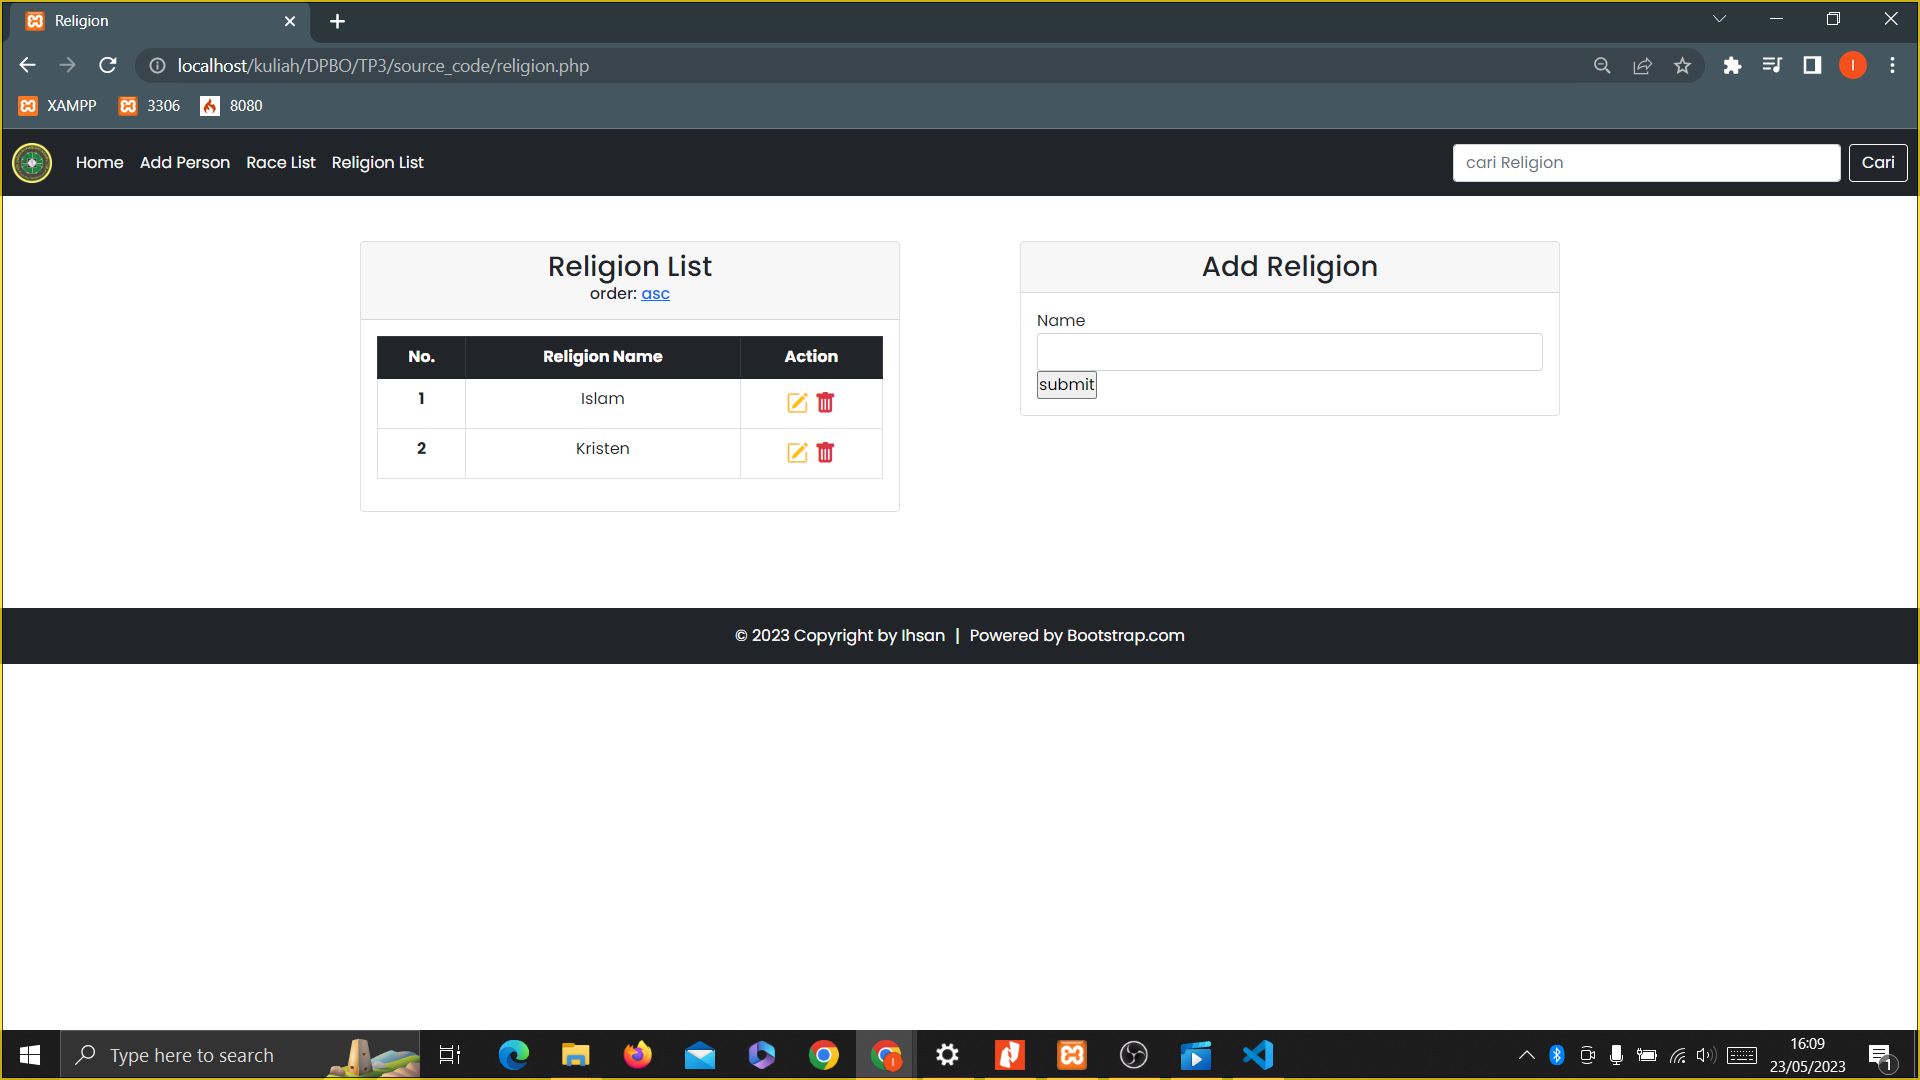 Religion
localhost/kuliah/DPBO/TP3/source_code/religion.php
I
XAMPP 3306 8080
Home Add Person Race List Religion List cari Religion Cari
Religion List
order: asc
No. Religion Name Action
1 Islam
2 Kristen
Add Religion
Name
submit
© 2023 Copyright by Ihsan | Powered by Bootstrap.com
Type here to search
16:09
23/05/2023
1